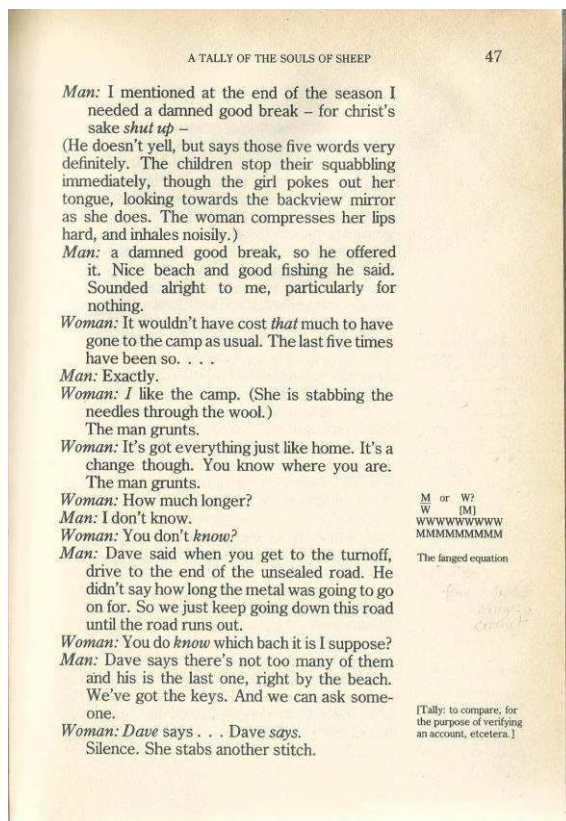 A TALLY OF THE SOULS OF SHEEP 47
Man: I mentioned at the end of the season I
needed a damned good break – for christ's
sake shut up –
(He doesn't yell, but says those five words very
definitely. The children stop their squabbling
immediately, though the girl pokes out her
tongue, looking towards the backview mirror
as she does. The woman compresses her lips
hard, and inhales noisily.)
Man: a damned good break, so he offered
it. Nice beach and good fishing he said.
Sounded alright to me, particularly for
nothing.
Woman: It wouldn't have cost that much to have
gone to the camp as usual. The last five times
have been so. . . .
Man: Exactly.
Woman: I like the camp. (She is stabbing the
needles through the wool.)
The man grunts.
Woman: It's got everything just like home. It's a
change though. You know where you are.
The man grunts.
Woman: How much longer?
Man: I don't know.
Woman: You don't know?
Man: Dave said when you get to the turnoff,
drive to the end of the unsealed road. He
didn't say how long the metal was going to go
on for. So we just keep going down this road
until the road runs out.
Woman: You do know which bach it is I suppose?
Man: Dave says there's not too many of them
and his is the last one, right by the beach.
We've got the keys. And we can ask some-
one.
Woman: Dave says . . . Dave says.
Silence. She stabs another stitch.
M or W?
W [M]
WWWWWWWWW
MMMMMMMMM
The fanged equation
[Tally: to compare, for
the purpose of verifying
an account, etcetera.]